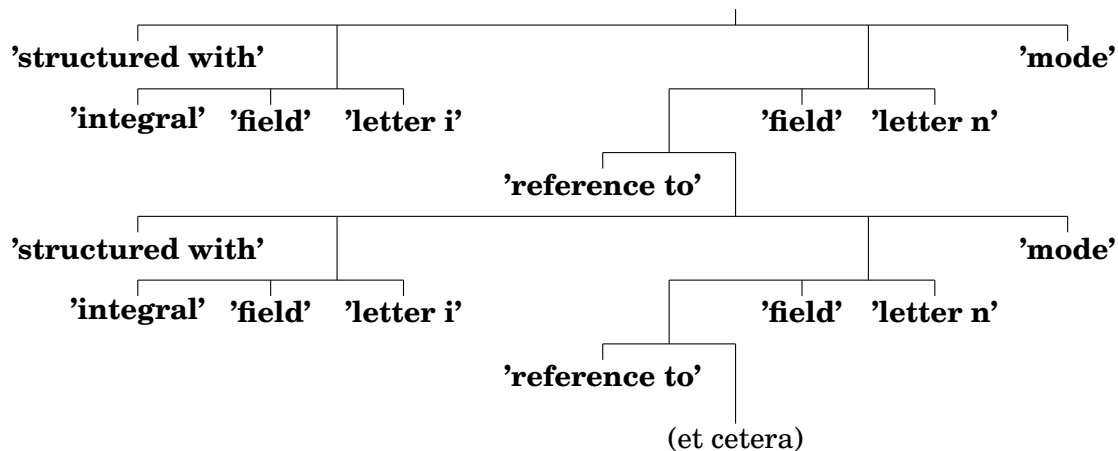 ’structured with’ ’mode’
’integral’ ’field’ ’letter i’ ’field’ ’letter n’
’reference to’
’structured with’ ’mode’
’integral’ ’field’ ’letter i’ ’field’ ’letter n’
’reference to’
(et cetera)